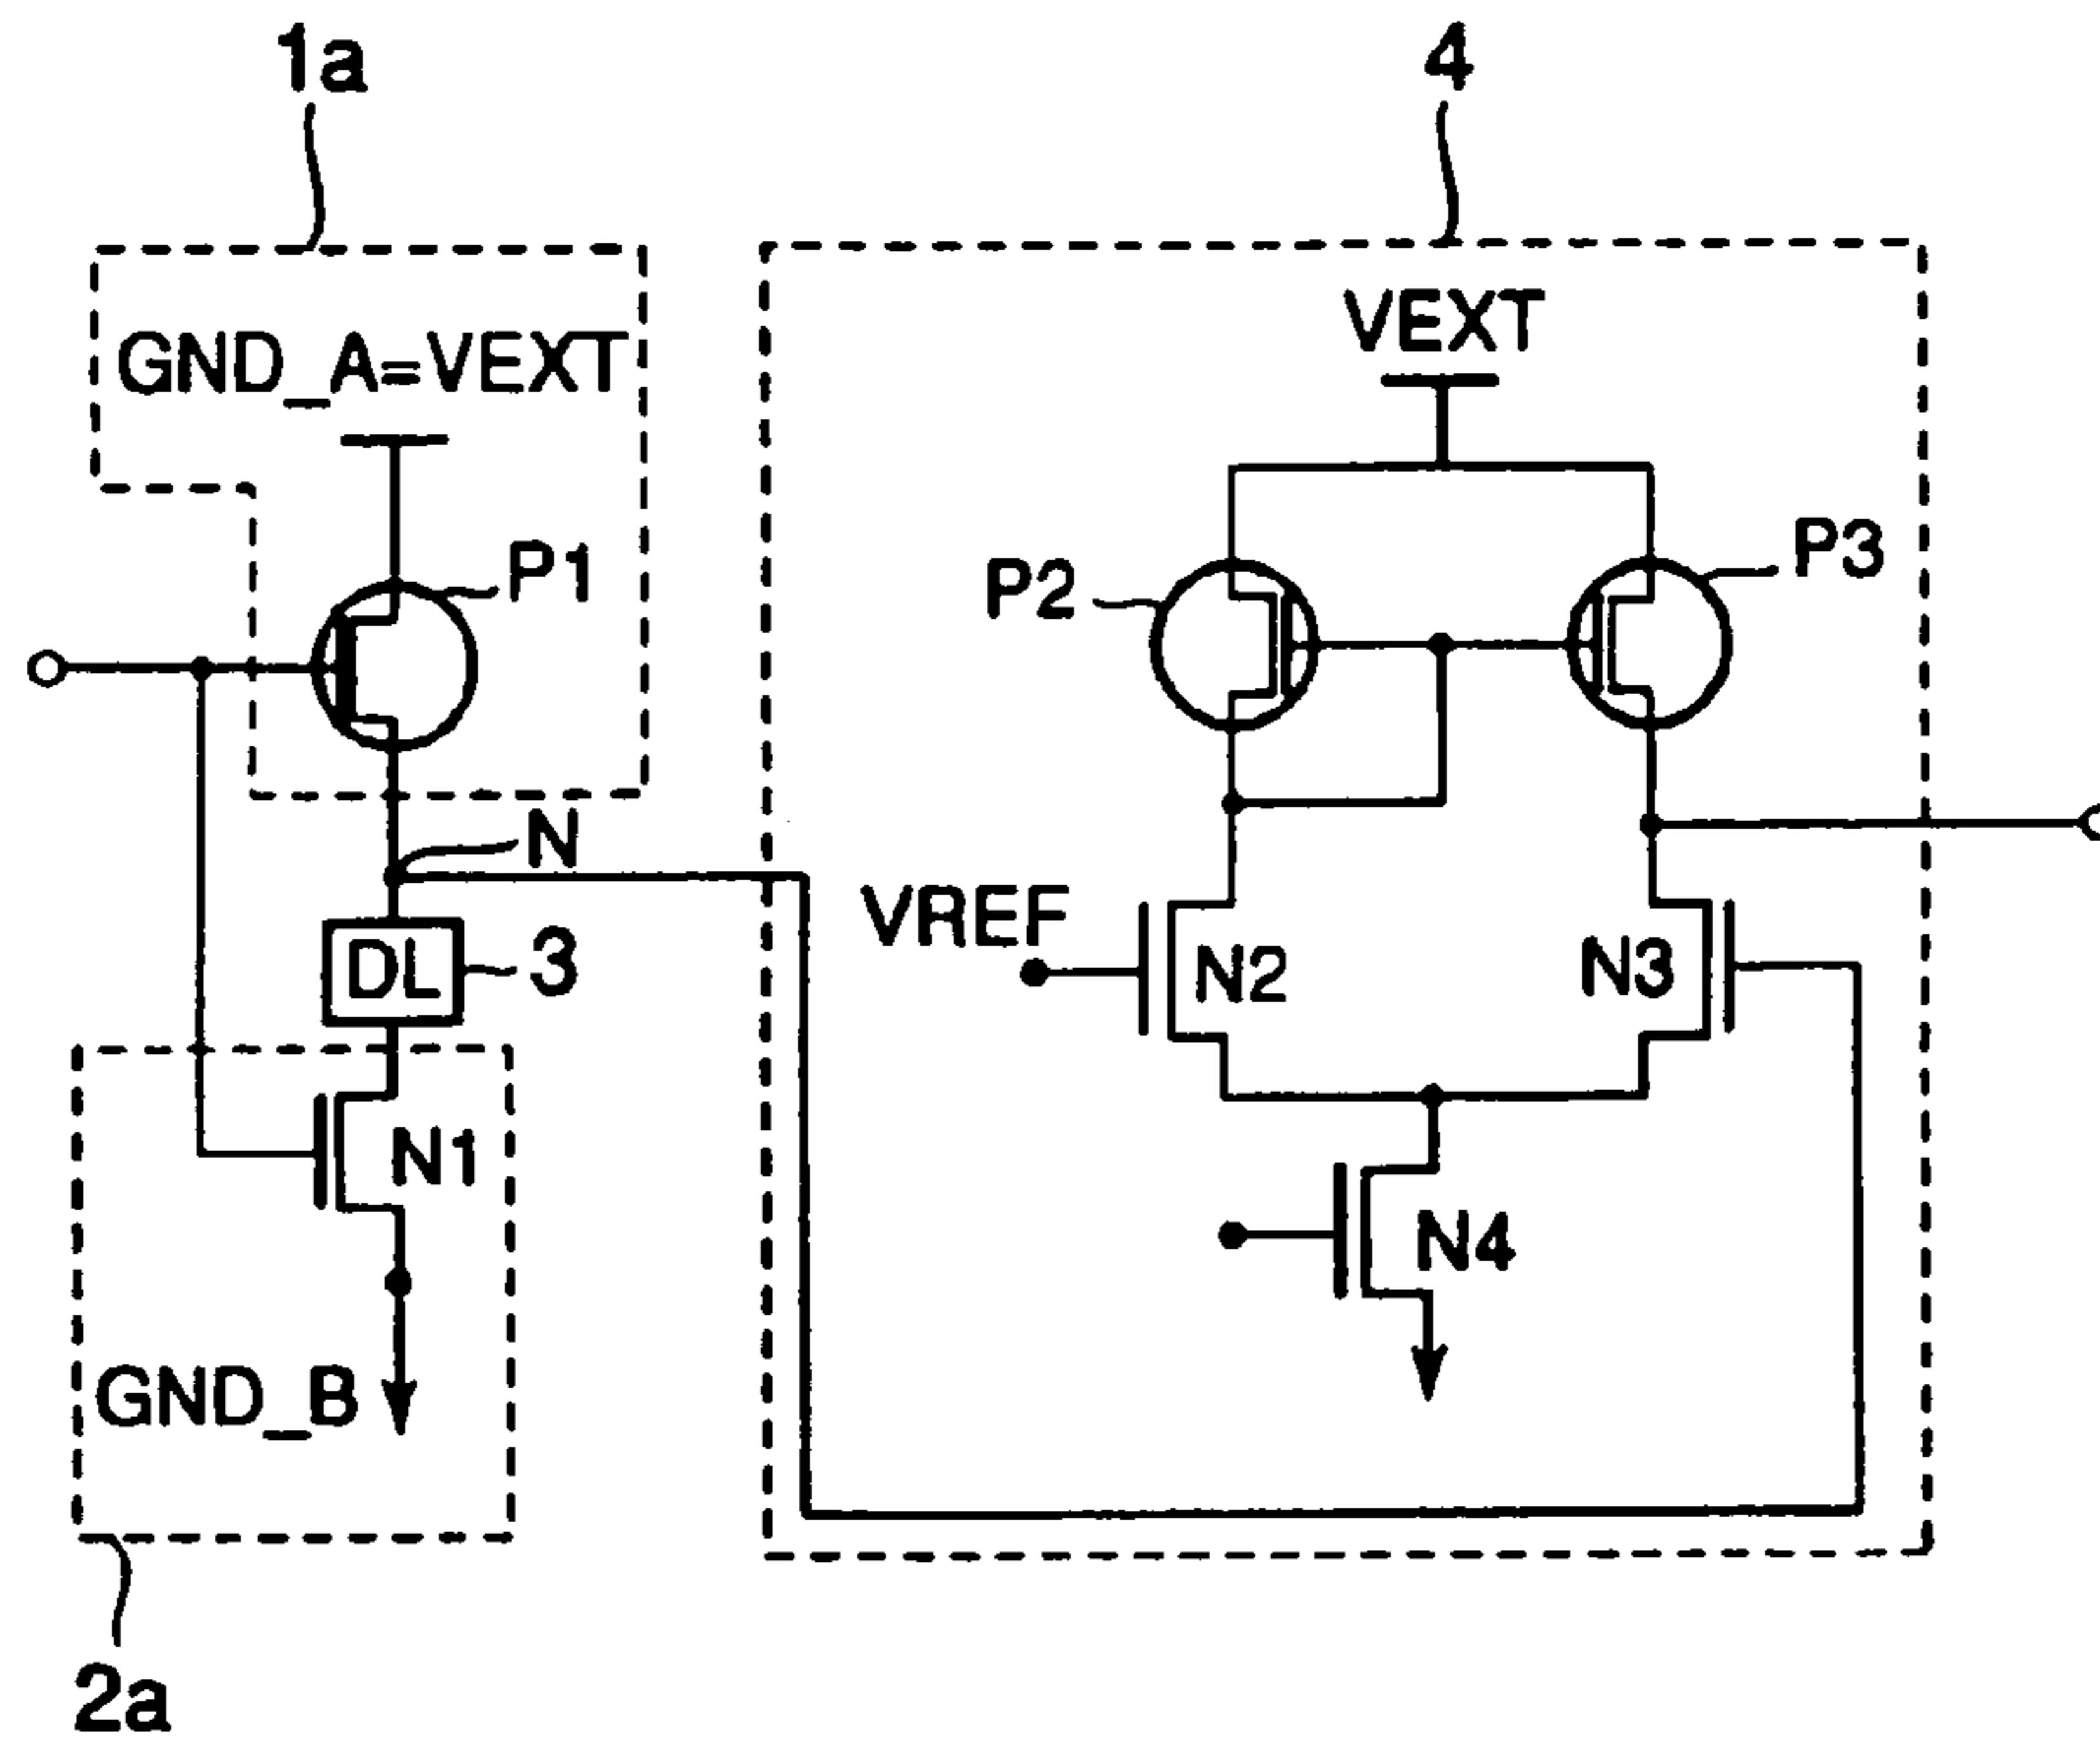 1a
4
GND_A=VEXT
VEXT
P1
P2
P3
N
VREF
DL
3
N2
N3
N1
N4
GND_B
2a